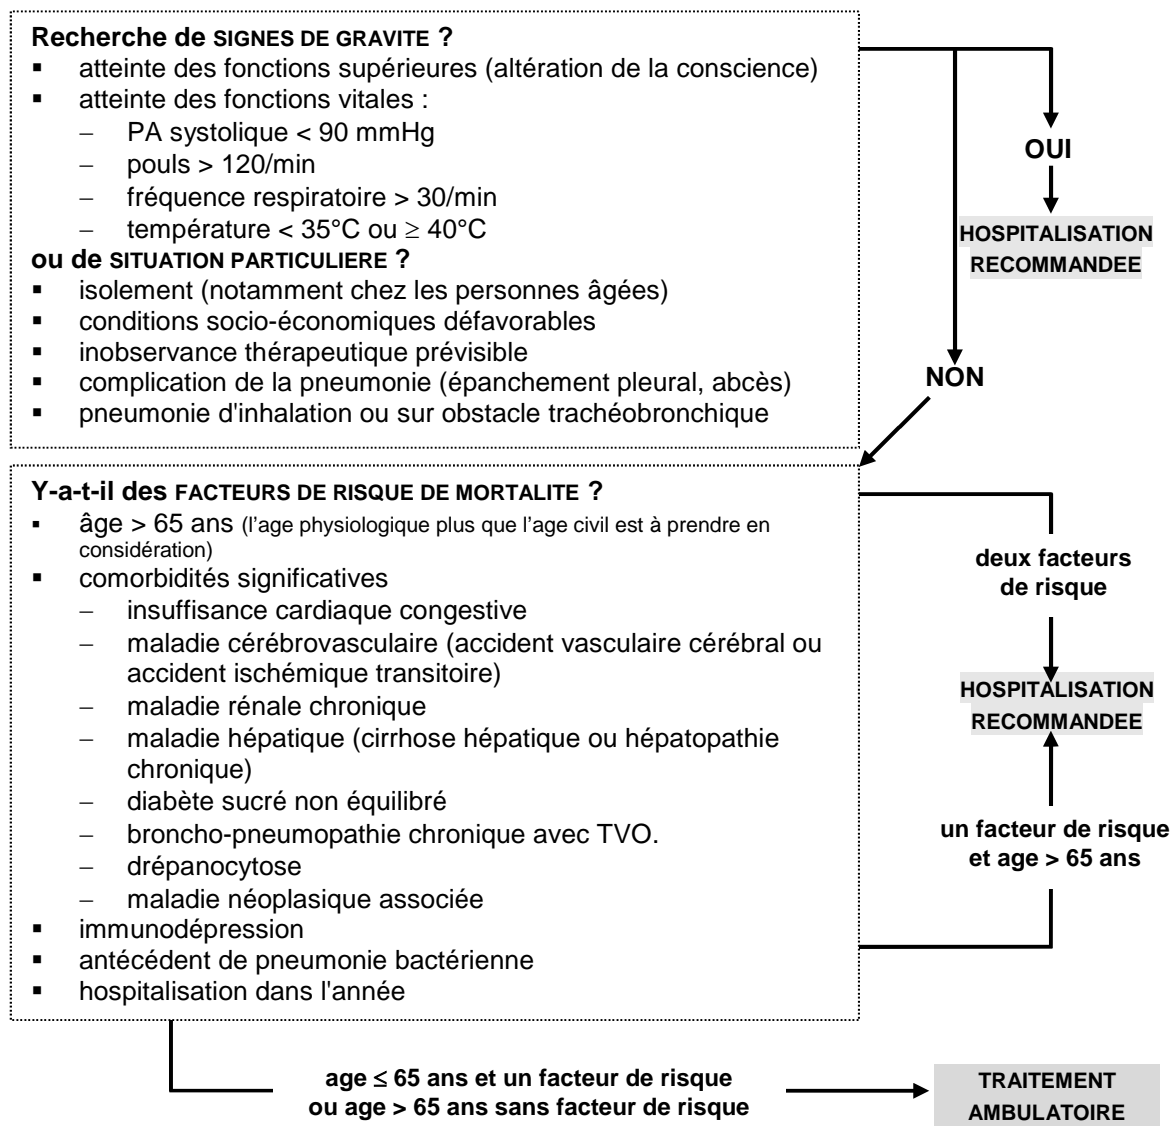 Recherche de SIGNES DE GRAVITE ?
▪ atteinte des fonctions supérieures (altération de la conscience)
▪ atteinte des fonctions vitales :
− PA systolique < 90 mmHg
− pouls > 120/min
− fréquence respiratoire > 30/min
− température < 35°C ou ≥ 40°C
ou de SITUATION PARTICULIERE ?
▪ isolement (notamment chez les personnes âgées)
▪ conditions socio-économiques défavorables
▪ inobservance thérapeutique prévisible
▪ complication de la pneumonie (épanchement pleural, abcès)
▪ pneumonie d'inhalation ou sur obstacle trachéobronchique
OUI
HOSPITALISATION
RECOMMANDEE
NON
Y-a-t-il des FACTEURS DE RISQUE DE MORTALITE ?
▪ âge > 65 ans (l'age physiologique plus que l'age civil est à prendre en
considération)
▪ comorbidités significatives
− insuffisance cardiaque congestive
− maladie cérébrovasculaire (accident vasculaire cérébral ou
accident ischémique transitoire)
− maladie rénale chronique
− maladie hépatique (cirrhose hépatique ou hépatopathie
chronique)
− diabète sucré non équilibré
− broncho-pneumopathie chronique avec TVO.
− drépanocytose
− maladie néoplasique associée
▪ immunodépression
▪ antécédent de pneumonie bactérienne
▪ hospitalisation dans l'année
deux facteurs
de risque
HOSPITALISATION
RECOMMANDEE
un facteur de risque
et age > 65 ans
age ≤ 65 ans et un facteur de risque
ou age > 65 ans sans facteur de risque
TRAITEMENT
AMBULATOIRE